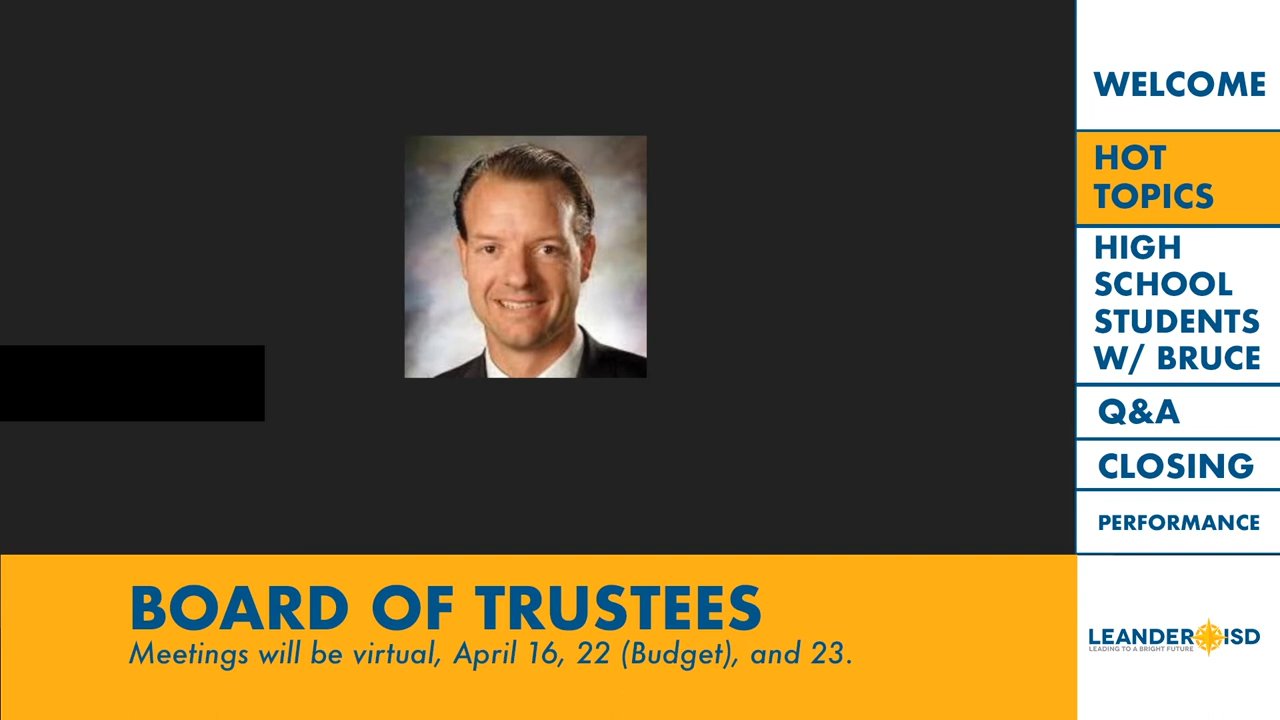 WELCOME
HOT
TOPICS
HIGH
SCHOOL
STUDENTS
W/ BRUCE
Q&A
CLOSING
PERFORMANCE
BOARD OF TRUSTEES
Meetings will be virtual, April 16, 22 (Budget), and 23.
LEANDER ISD
LEADING TO A BRIGHT FUTURE